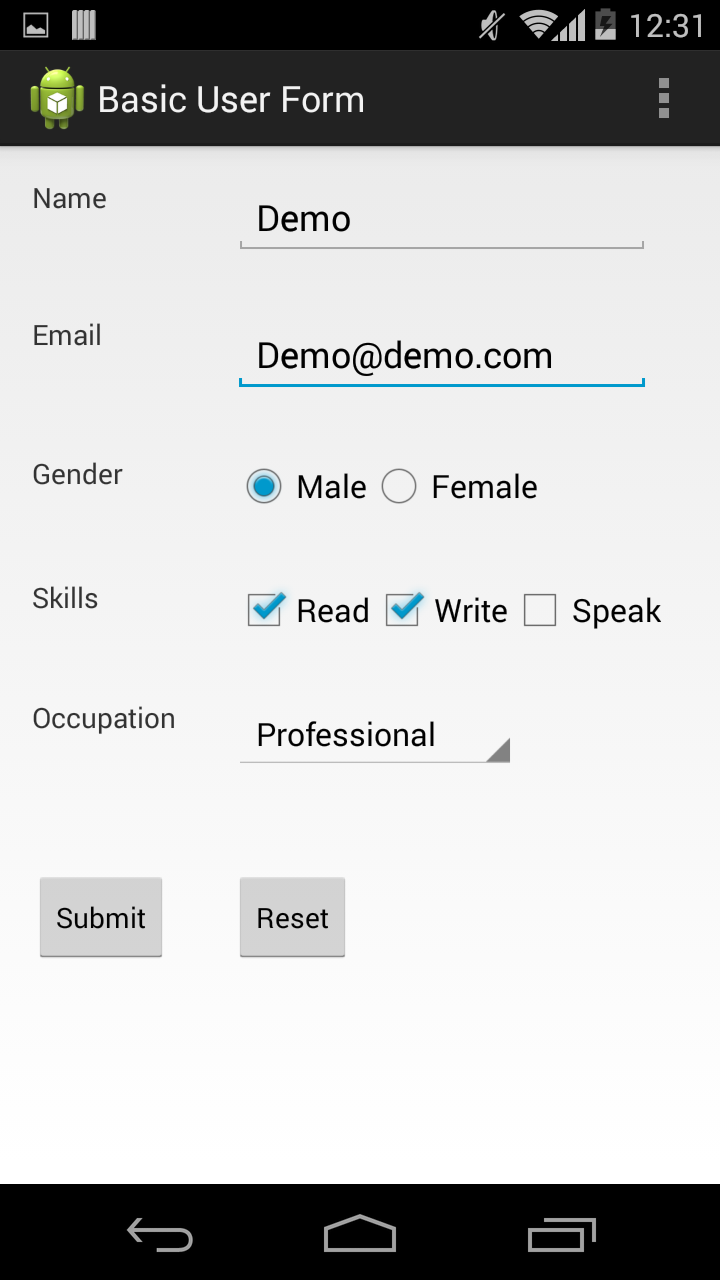 12:31
Basic User Form
Name
Demo
Email
Demo@demo.com
Gender
Male Female
Skills
Read Write Speak
Occupation
Professional
Submit Reset